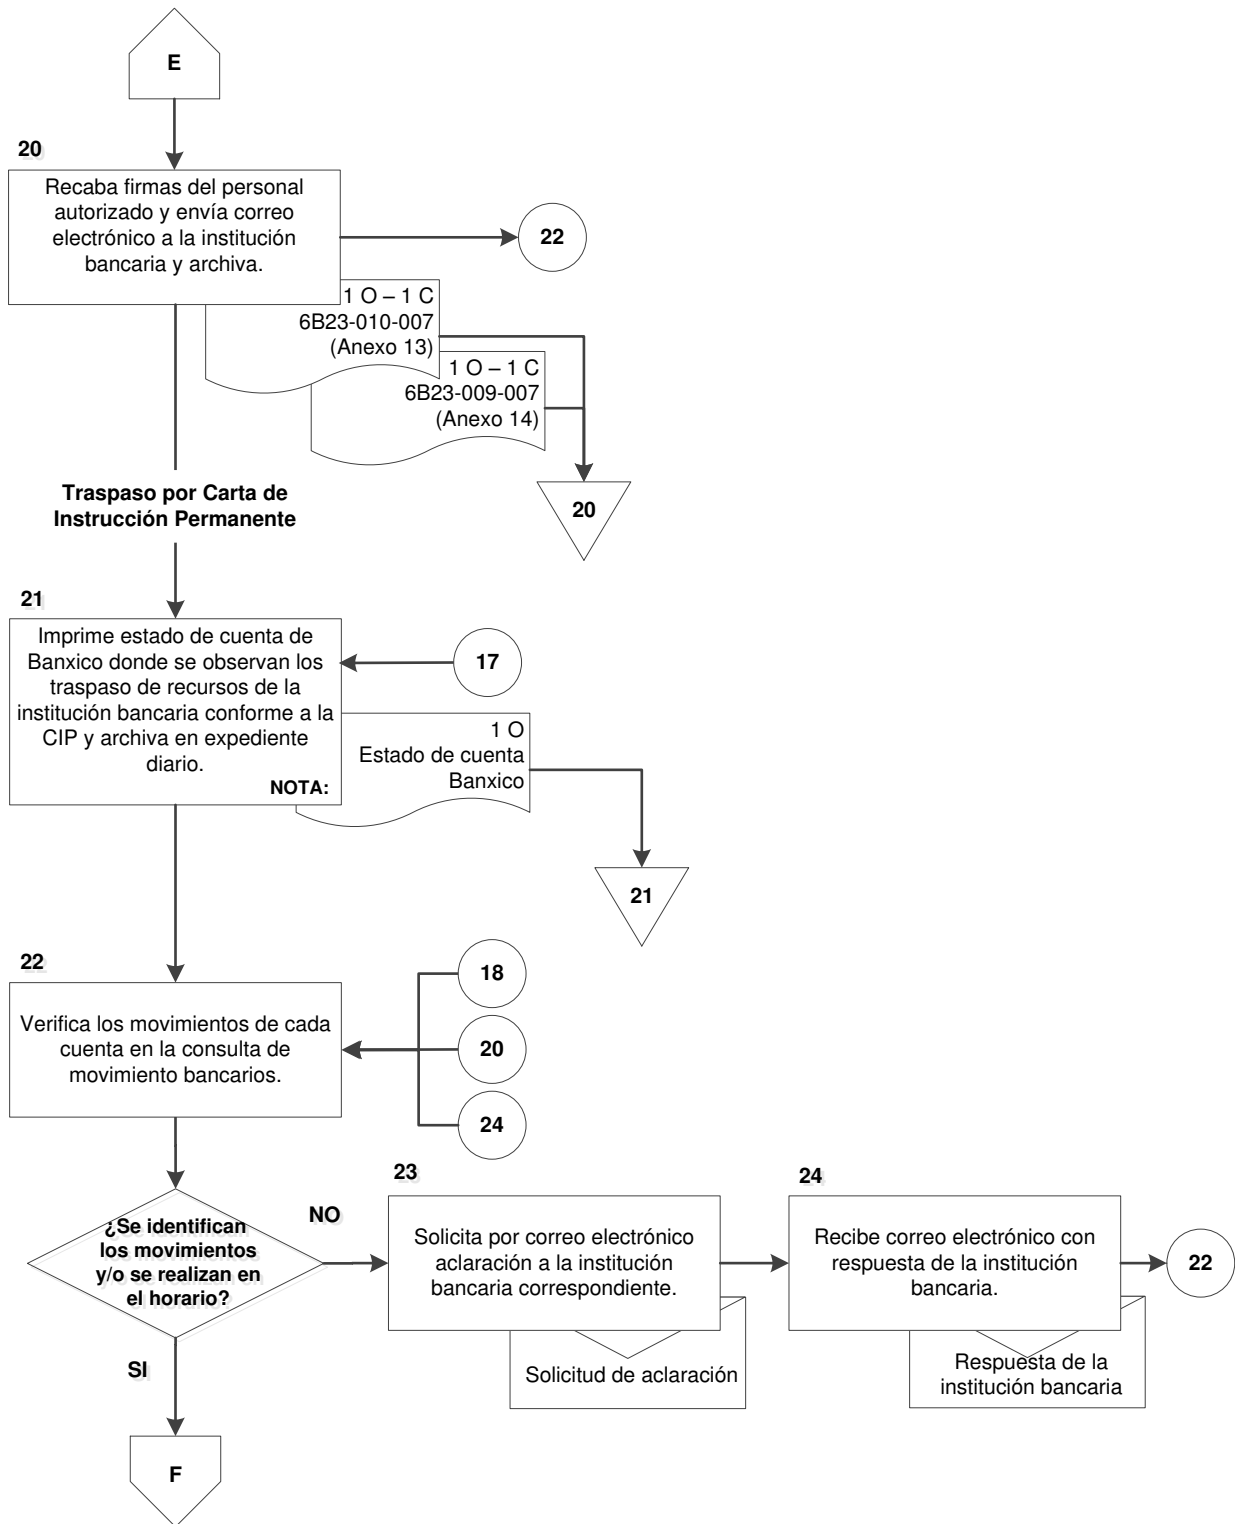 E
20
Recaba firmas del personal
autorizado y envía correo
electrónico a la institución
bancaria y archiva.
22
1 O – 1 C
6B23-010-007
(Anexo 13)
1 O – 1 C
6B23-009-007
(Anexo 14)
20
Traspaso por Carta de
Instrucción Permanente
21
Imprime estado de cuenta de
Banxico donde se observan los
traspaso de recursos de la
institución bancaria conforme a la
CIP y archiva en expediente
diario.
NOTA:
17
1 O
Estado de cuenta
Banxico
21
22
Verifica los movimientos de cada
cuenta en la consulta de
movimiento bancarios.
18
20
24
¿Se identifican
los movimientos
y/o se realizan en
el horario?
NO
23
Solicita por correo electrónico
aclaración a la institución
bancaria correspondiente.
Solicitud de aclaración
24
Recibe correo electrónico con
respuesta de la institución
bancaria.
Respuesta de la
institución bancaria
22
SI
F